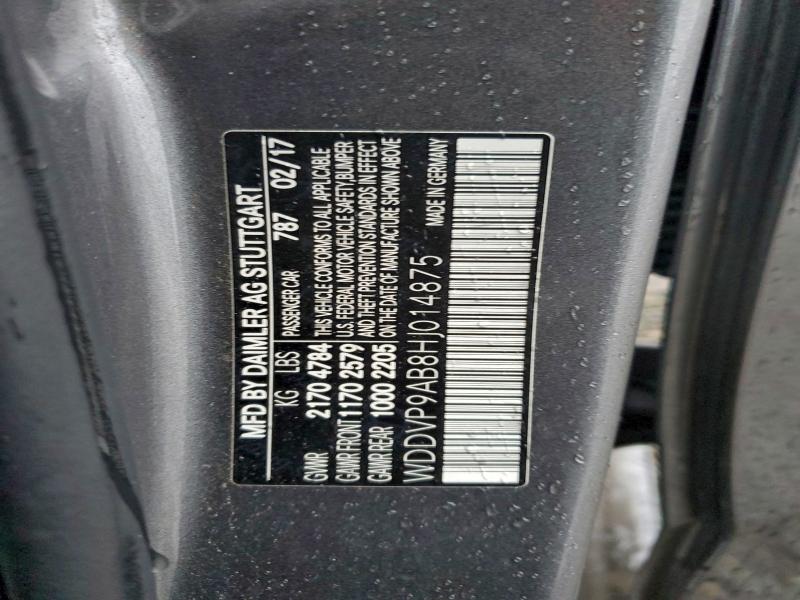 MFD BY DAIMLER AG STUTTGART
KG LBS PASSENGER CAR 787 02/17
GVWR 2170 4784 THIS VEHICLE CONFORMS TO ALL APPLICABLE
GAWR FRONT 1170 2579 U.S. FEDERAL MOTOR VEHICLE SAFETY,BUMPER
GAWR REAR 1000 2205 AND THEFT PREVENTION STANDARDS IN EFFECT
ON THE DATE OF MANUFACTURE SHOWN ABOVE
WDDVP9AB8HJ014875 MADE IN GERMANY